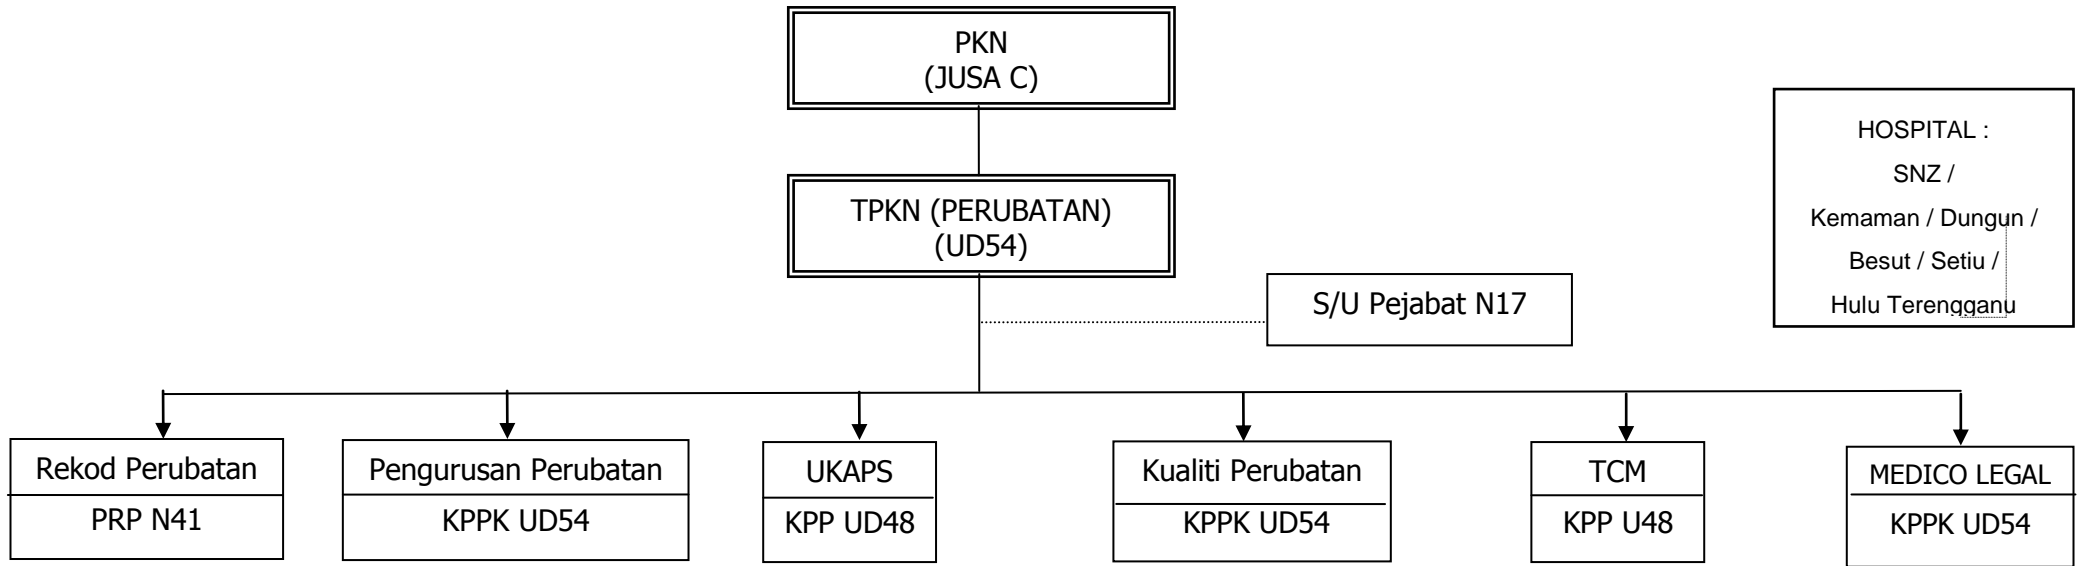 PKN
(JUSA C)
TPKN (PERUBATAN)
(UD54)
HOSPITAL :
SNZ /
Kemaman / Dungun /
Besut / Setiu /
Hulu Terengganu
S/U Pejabat N17
Rekod Perubatan
PRP N41
Pengurusan Perubatan
KPPK UD54
UKAPS
KPP UD48
Kualiti Perubatan
KPPK UD54
TCM
KPP U48
MEDICO LEGAL
KPPK UD54